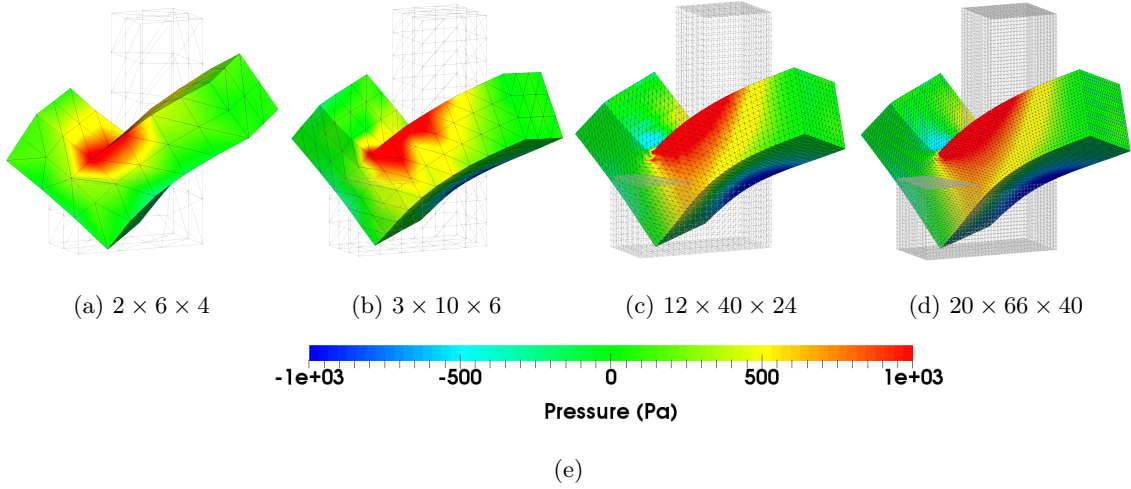 (a) 2 × 6 × 4 (b) 3 × 10 × 6 (c) 12 × 40 × 24 (d) 20 × 66 × 40
-1e+03 -500 0 500 1e+03
Pressure (Pa)
(e)